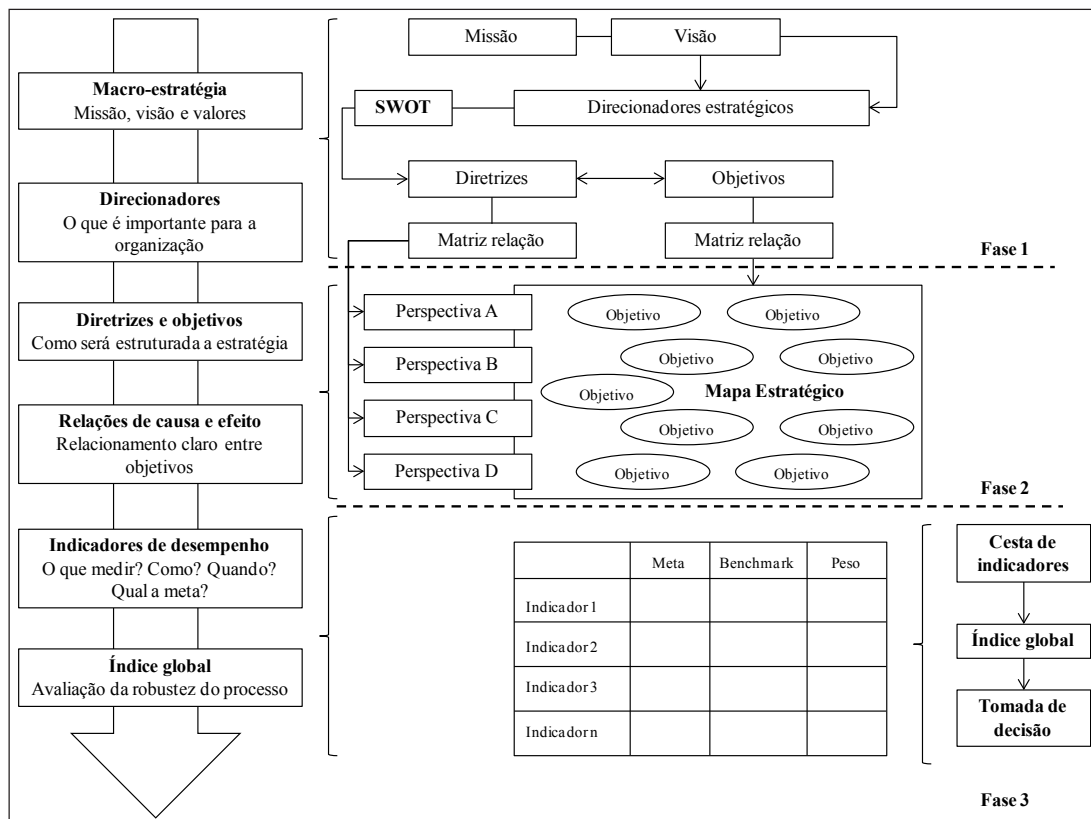 Macro-estratégia
Missão, visão e valores
Direcionadores
O que é importante para a
organização
Diretrizes e objetivos
Como será estruturada a estratégia
Relações de causa e efeito
Relacionamento claro entre
objetivos
Indicadores de desempenho
O que medir? Como? Quando?
Qual a meta?
Índice global
Avaliação da robustez do processo
Missão
Visão
SWOT
Direcionadores estratégicos
Diretrizes
Objetivos
Matriz relação
Matriz relação
Fase 1
Perspectiva A
Perspectiva B
Perspectiva C
Perspectiva D
Objetivo
Objetivo
Objetivo
Objetivo
Objetivo
Mapa Estratégico
Objetivo
Objetivo
Objetivo
Objetivo
Fase 2
Meta
Benchmark
Peso
Indicador 1
Indicador 2
Indicador 3
Indicador n
Cesta de
indicadores
Índice global
Tomada de
decisão
Fase 3